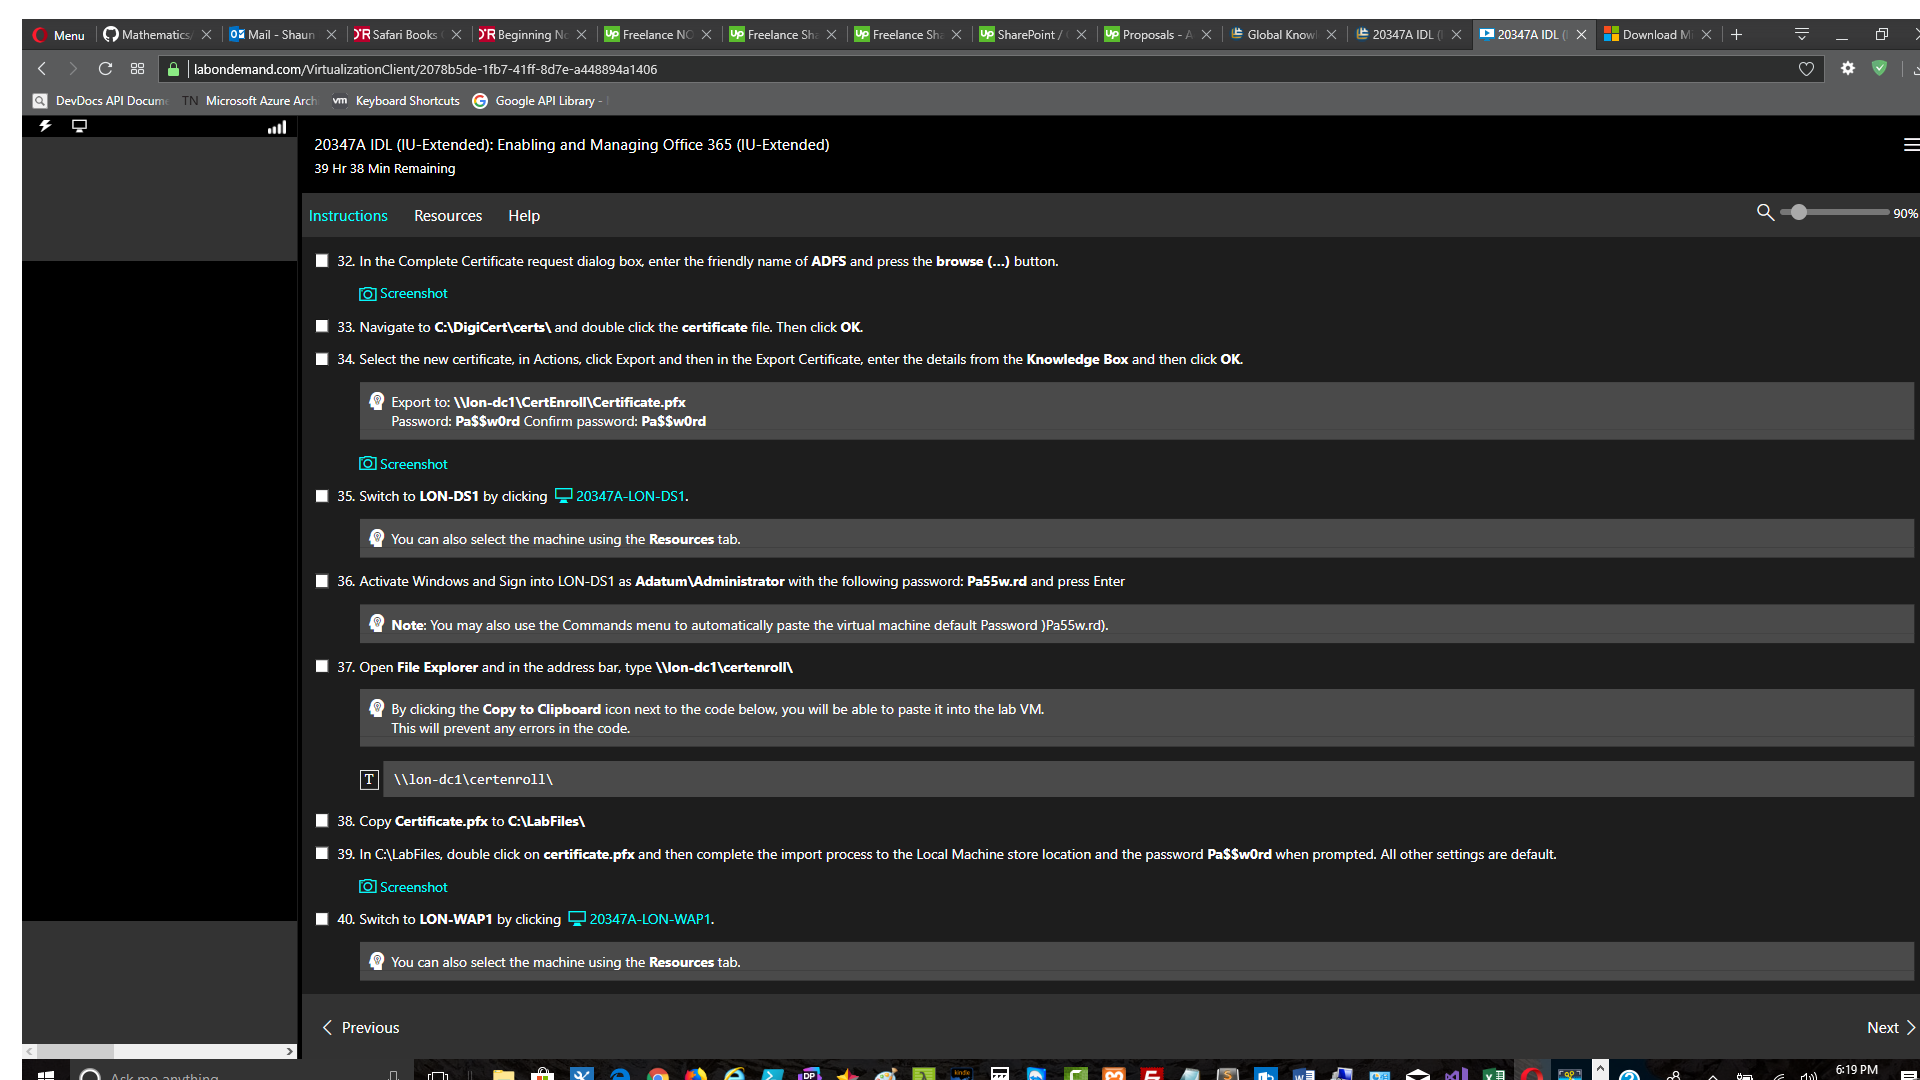 Menu
Mathematics
Mail - Shaun
Safari Books
Beginning No
Freelance NO
Freelance Sha
Freelance Sha
SharePoint /
Proposals - A
Global Knowl
20347A IDL (
20347A IDL (
Download Mi
labondemand.com/VirtualizationClient/2078b5de-1fb7-41ff-8d7e-a448894a1406
DevDocs API Docume
TN Microsoft Azure Arch
vm Keyboard Shortcuts
Google API Library -
20347A IDL (IU-Extended): Enabling and Managing Office 365 (IU-Extended)
39 Hr 38 Min Remaining
Instructions Resources Help
90%
32. In the Complete Certificate request dialog box, enter the friendly name of ADFS and press the browse (...) button.
Screenshot
33. Navigate to C:\DigiCert\certs\ and double click the certificate file. Then click OK.
34. Select the new certificate, in Actions, click Export and then in the Export Certificate, enter the details from the Knowledge Box and then click OK.
Export to: \\lon-dc1\CertEnroll\Certificate.pfx
Password: Pa$$w0rd Confirm password: Pa$$w0rd
Screenshot
35. Switch to LON-DS1 by clicking 20347A-LON-DS1.
You can also select the machine using the Resources tab.
36. Activate Windows and Sign into LON-DS1 as Adatum\Administrator with the following password: Pa55w.rd and press Enter
Note: You may also use the Commands menu to automatically paste the virtual machine default Password )Pa55w.rd).
37. Open File Explorer and in the address bar, type \\lon-dc1\certenroll\
By clicking the Copy to Clipboard icon next to the code below, you will be able to paste it into the lab VM.
This will prevent any errors in the code.
T \\lon-dc1\certenroll\
38. Copy Certificate.pfx to C:\LabFiles\
39. In C:\LabFiles, double click on certificate.pfx and then complete the import process to the Local Machine store location and the password Pa$$w0rd when prompted. All other settings are default.
Screenshot
40. Switch to LON-WAP1 by clicking 20347A-LON-WAP1.
You can also select the machine using the Resources tab.
Previous
Next
Ask me anything
6:19 PM